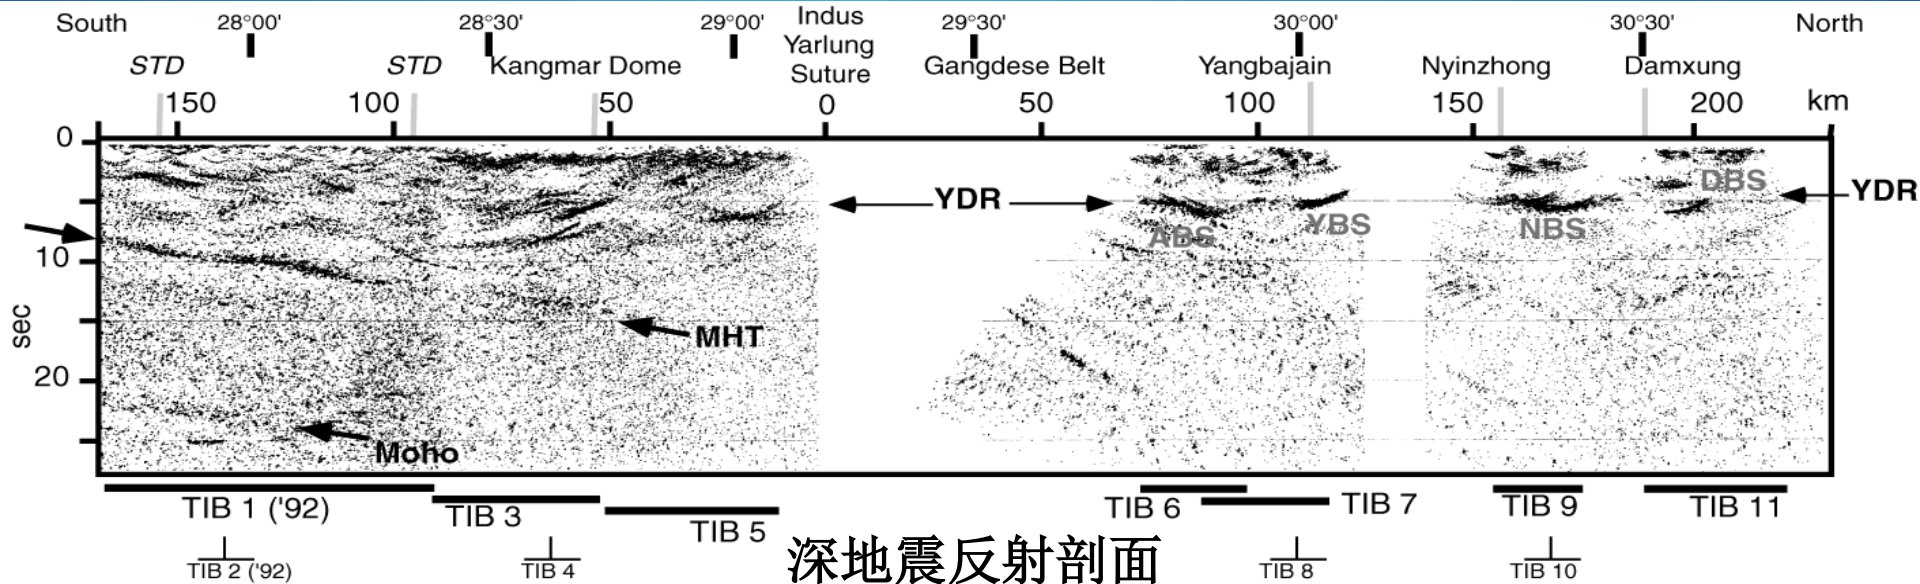 South 28°00' 28°30' 29°00' Indus Yarlung Suture 29°30' 30°00' 30°30' North
STD STD Kangmar Dome Gangdese Belt Yangbajain Nyinzhong Damxung
150 100 50 0 50 100 150 200 km
0
YDR YDR
DBS
ABS YBS NBS
10
sec
MHT
20
Moho
TIB 1 ('92) TIB 3 TIB 5 TIB 6 TIB 7 TIB 9 TIB 11
TIB 2 ('92) TIB 4 TIB 8 TIB 10
深地震反射剖面